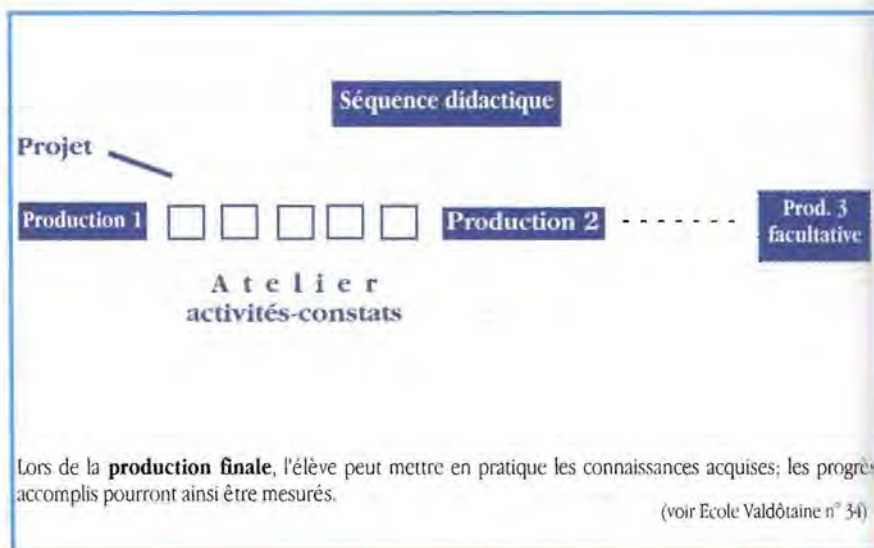 Séquence didactique
Projet
Production 1
Production 2 - - - - - - -
Prod. 3
facultative
Atelier
activités-constats
Lors de la production finale, l'élève peut mettre en pratique les connaissances acquises; les progrès
accomplis pourront ainsi être mesurés.
(voir Ecole Valdôtaine n° 34)